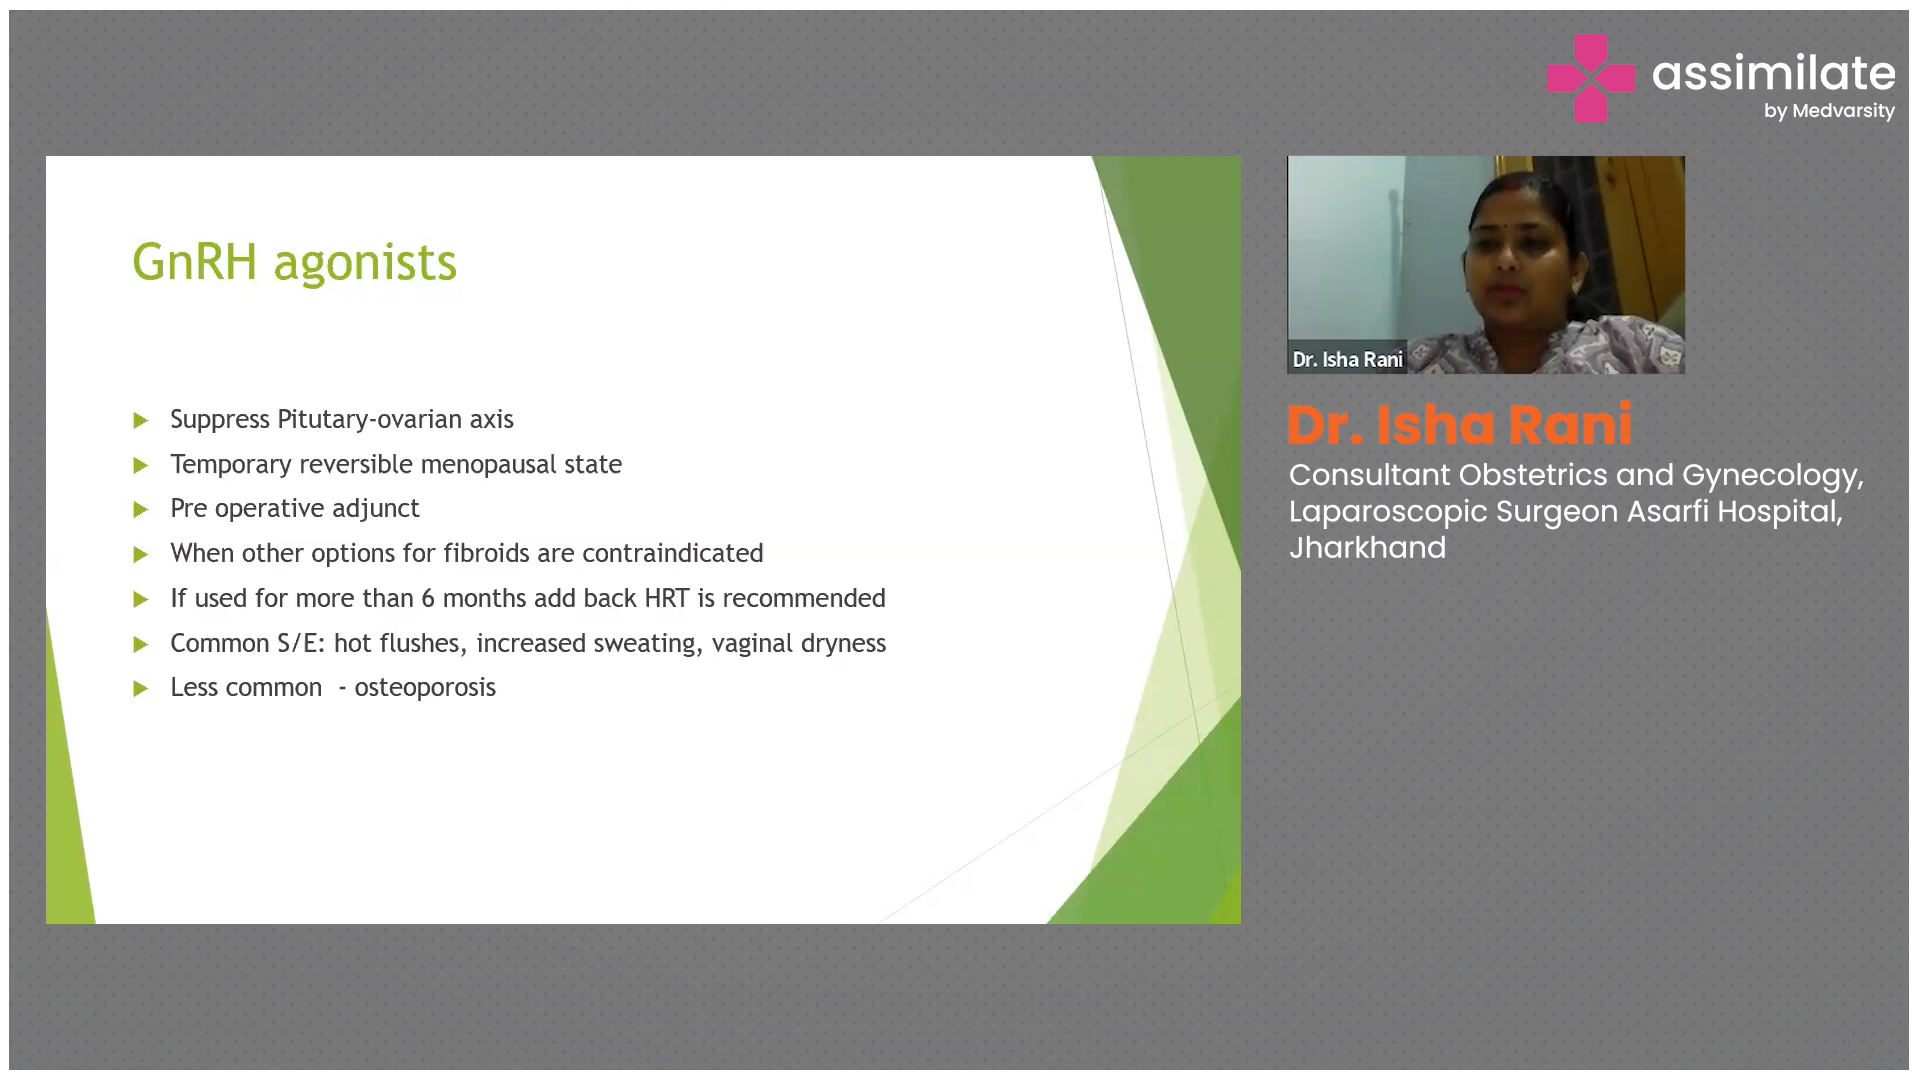 assimilate
by Medvarsity
GnRH agonists
Suppress Pitutary-ovarian axis
Temporary reversible menopausal state
Pre operative adjunct
When other options for fibroids are contraindicated
If used for more than 6 months add back HRT is recommended
Common S/E: hot flushes, increased sweating, vaginal dryness
Less common  - osteoporosis
Dr. Isha Rani
Dr. Isha Rani
Consultant Obstetrics and Gynecology,
Laparoscopic Surgeon Asarfi Hospital,
Jharkhand